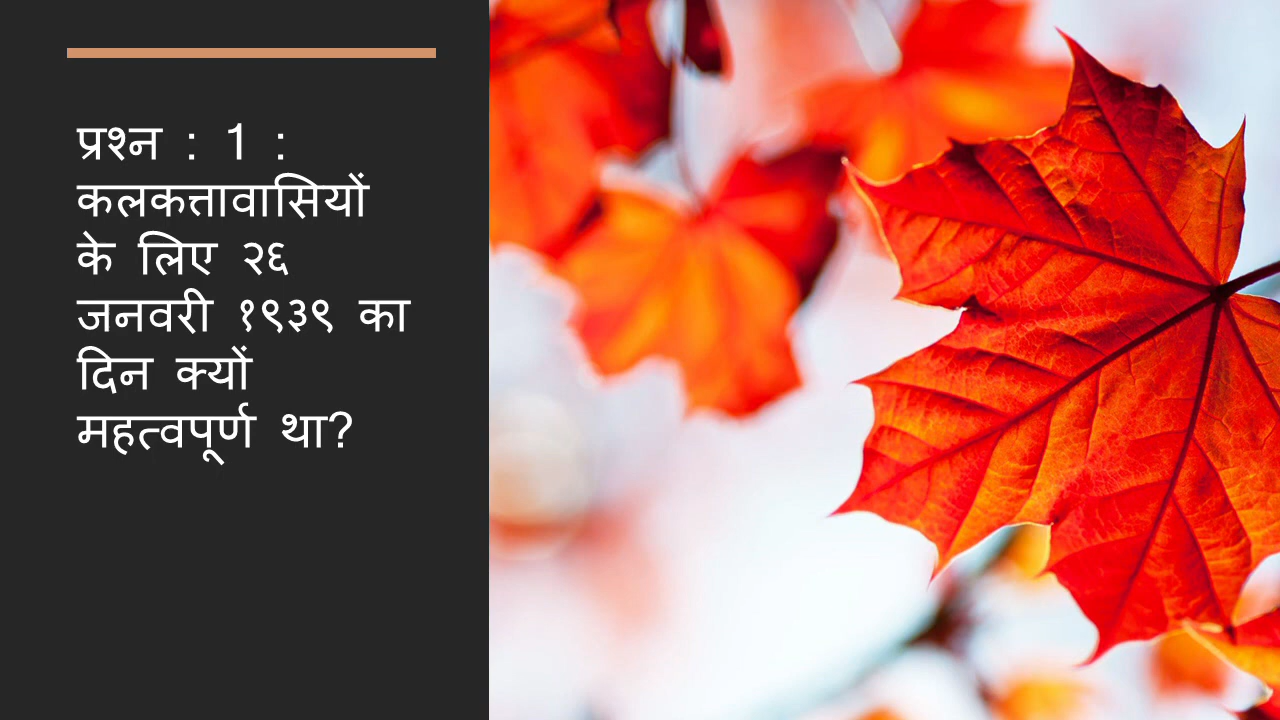 प्रश्न : 1 :
कलकत्तावासियों
के लिए २६
जनवरी १९३९ का
दिन क्यों
महत्वपूर्ण था?